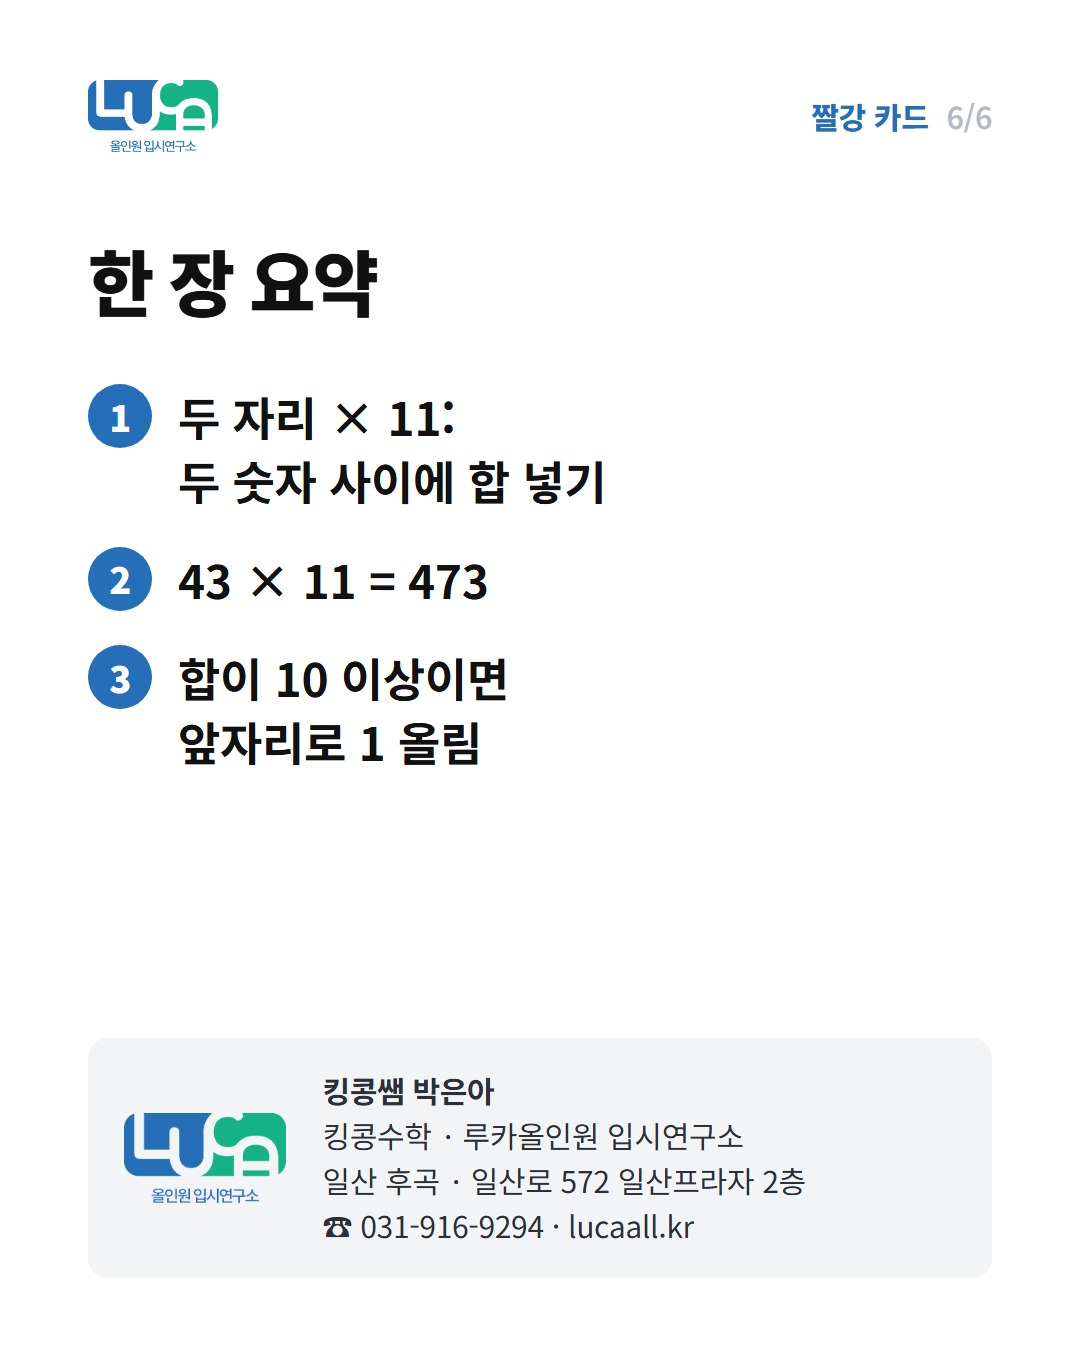 Luca
올인원 입시연구소
짤강 카드 6/6
한 장 요약
1 두 자리 × 11:
두 숫자 사이에 합 넣기
2 43 × 11 = 473
3 합이 10 이상이면
앞자리로 1 올림
Luca
올인원 입시연구소
킹콩쌤 박은아
킹콩수학 · 루카올인원 입시연구소
일산 후곡 · 일산로 572 일산프라자 2층
☎ 031-916-9294 · lucaall.kr